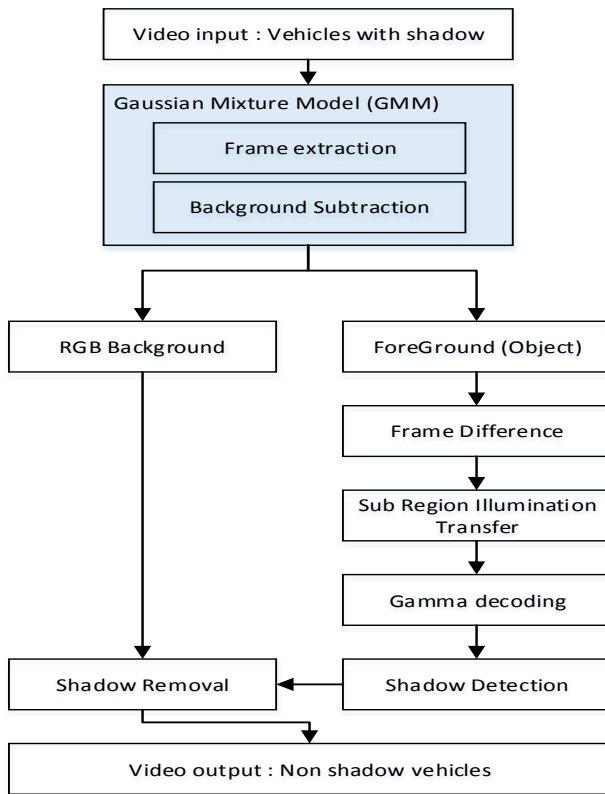 Video input : Vehicles with shadow
Gaussian Mixture Model (GMM)
Frame extraction
Background Subtraction
RGB Background
ForeGround (Object)
Frame Difference
Sub Region Illumination
Transfer
Gamma decoding
Shadow Removal
Shadow Detection
Video output : Non shadow vehicles